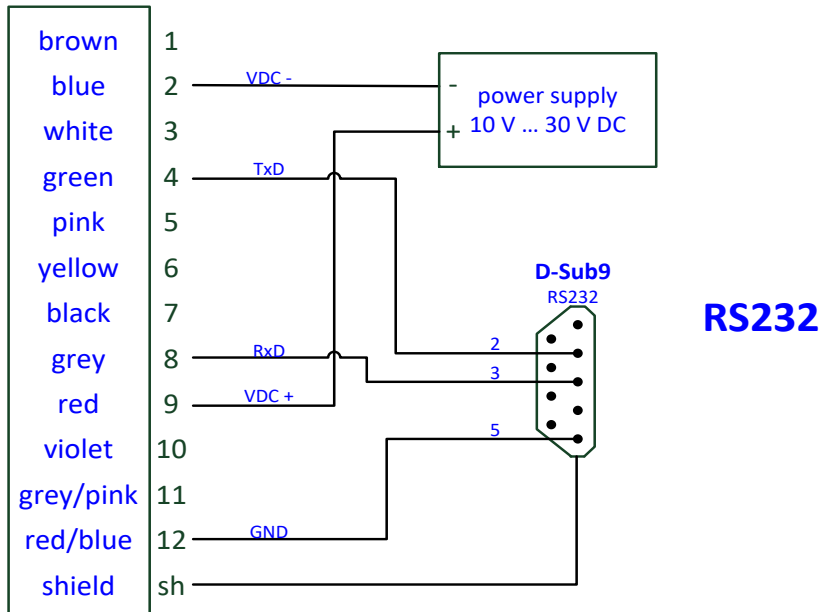 brown 1
blue 2 VDC -
- power supply
white 3
+ 10 V ... 30 V DC
green 4 TxD
pink 5
yellow 6
D-Sub9
RS232
black 7
RS232
2
grey 8 RxD
3
red 9 VDC +
5
violet 10
grey/pink 11
red/blue 12 GND
shield sh